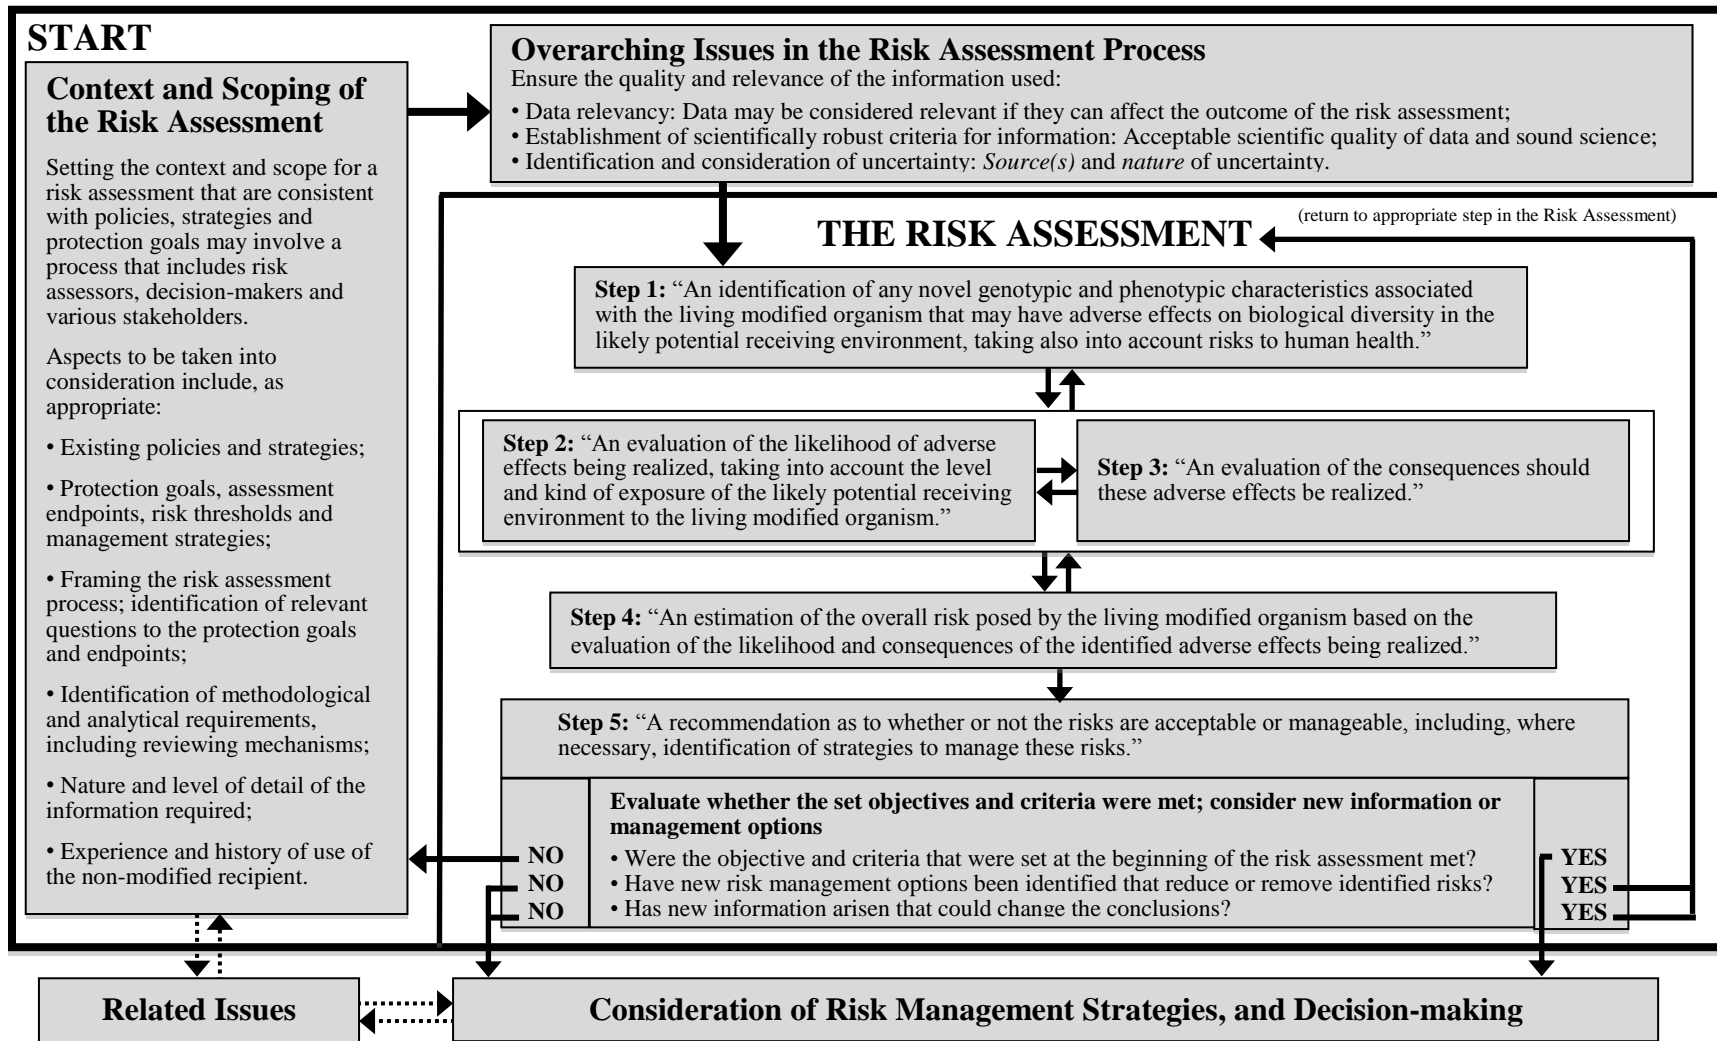 START
Context and Scoping of
the Risk Assessment
Setting the context and scope for a
risk assessment that are consistent
with policies, strategies and
protection goals may involve a
process that includes risk
assessors, decision-makers and
various stakeholders.
Aspects to be taken into
consideration include, as
appropriate:
• Existing policies and strategies;
• Protection goals, assessment
endpoints, risk thresholds and
management strategies;
• Framing the risk assessment
process; identification of relevant
questions to the protection goals
and endpoints;
• Identification of methodological
and analytical requirements,
including reviewing mechanisms;
• Nature and level of detail of the
information required;
• Experience and history of use of
the non-modified recipient.
Overarching Issues in the Risk Assessment Process
Ensure the quality and relevance of the information used:
• Data relevancy: Data may be considered relevant if they can affect the outcome of the risk assessment;
• Establishment of scientifically robust criteria for information: Acceptable scientific quality of data and sound science;
• Identification and consideration of uncertainty: Source(s) and nature of uncertainty.
THE RISK ASSESSMENT
(return to appropriate step in the Risk Assessment)
Step 1: “An identification of any novel genotypic and phenotypic characteristics associated
with the living modified organism that may have adverse effects on biological diversity in the
likely potential receiving environment, taking also into account risks to human health.”
Step 2: “An evaluation of the likelihood of adverse
effects being realized, taking into account the level
and kind of exposure of the likely potential receiving
environment to the living modified organism.”
Step 3: “An evaluation of the consequences should
these adverse effects be realized.”
Step 4: “An estimation of the overall risk posed by the living modified organism based on the
evaluation of the likelihood and consequences of the identified adverse effects being realized.”
Step 5: “A recommendation as to whether or not the risks are acceptable or manageable, including, where
necessary, identification of strategies to manage these risks.”
Evaluate whether the set objectives and criteria were met; consider new information or
management options
NO • Were the objective and criteria that were set at the beginning of the risk assessment met? YES
NO • Have new risk management options been identified that reduce or remove identified risks? YES
NO • Has new information arisen that could change the conclusions? YES
Related Issues
Consideration of Risk Management Strategies, and Decision-making